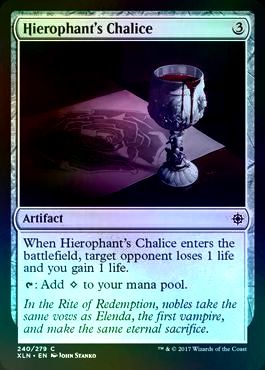 Hierophant's Chalice 3
Artifact
When Hierophant's Chalice enters the
battlefield, target opponent loses 1 life
and you gain 1 life.
: Add to your mana pool.
In the Rite of Redemption, nobles take
the same vows as Elenda, the first vampire,
and make the same eternal sacrifice.
240/279 C
XLN • EN JOHN STANKO
™ & © 2017 Wizards of the Coast